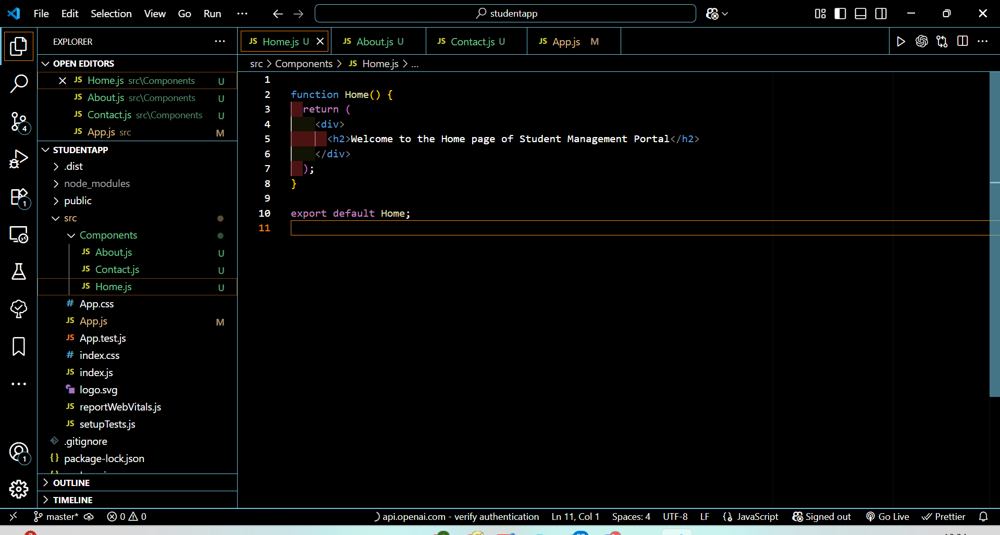 File Edit Selection View Go Run ··· studentapp
EXPLORER ···
OPEN EDITORS
JS Home.js src\Components U
JS About.js src\Components U
JS Contact.js src\Components U
JS App.js src M
STUDENTAPP
.dist
node_modules
public
src
Components
JS About.js U
JS Contact.js U
JS Home.js U
# App.css
JS App.js M
JS App.test.js
# index.css
JS index.js
logo.svg
JS reportWebVitals.js
JS setupTests.js
.gitignore
{} package-lock.json
OUTLINE
TIMELINE
4
1
1
JS Home.js U JS About.js U JS Contact.js U JS App.js M
src > Components > JS Home.js > ...
1
2 function Home() {
3 return (
4 <div>
5 <h2>Welcome to the Home page of Student Management Portal</h2>
6 </div>
7 );
8 }
9
10 export default Home;
11
master* 0 0 api.openai.com - verify authentication Ln 11, Col 1 Spaces: 4 UTF-8 LF JavaScript Signed out Go Live Prettier